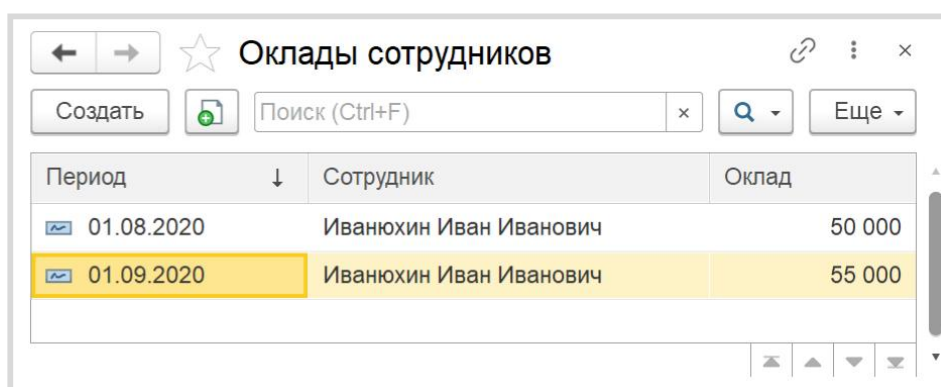 Оклады сотрудников
Создать Поиск (Ctrl+F) Еще
Период Сотрудник Оклад
01.08.2020 Иванюхин Иван Иванович 50 000
01.09.2020 Иванюхин Иван Иванович 55 000